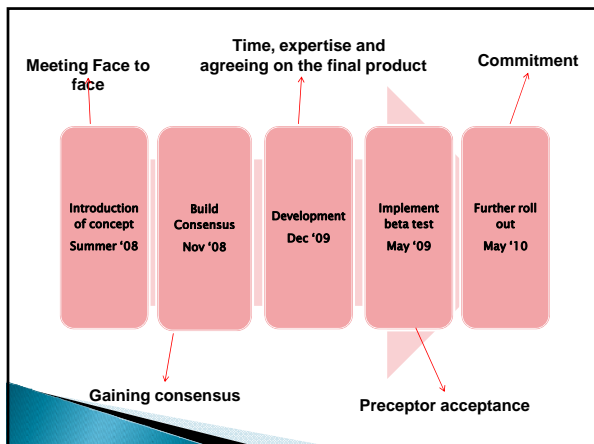 Meeting Face to
face
Time, expertise and
agreeing on the final product
Commitment
Introduction
of concept
Summer ‘08
Build
Consensus
Nov ‘08
Development
Dec ‘09
Implement
beta test
May ‘09
Further roll
out
May ‘10
Gaining consensus
Preceptor acceptance